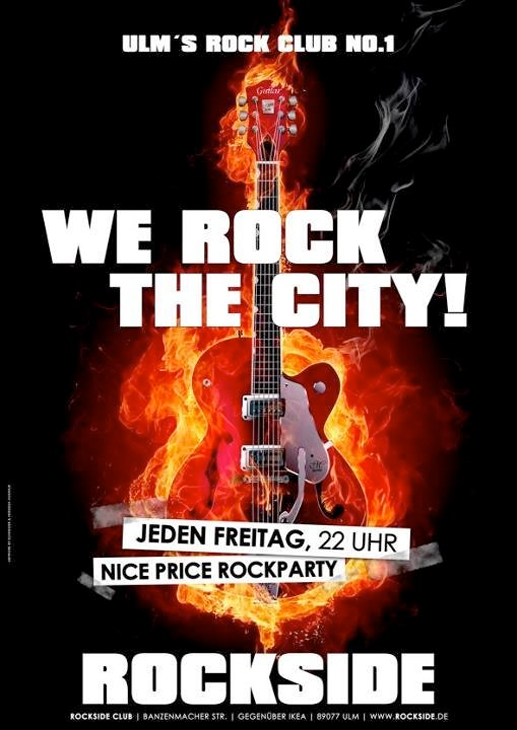 ULM´S ROCK CLUB NO.1
Guitar
WE ROCK
THE CITY!
JEDEN FREITAG, 22 UHR
NICE PRICE ROCKPARTY
ROCKSIDE
ROCKSIDE CLUB | BANZENMACHER STR. | GEGENÜBER IKEA | 89077 ULM | WWW.ROCKSIDE.DE